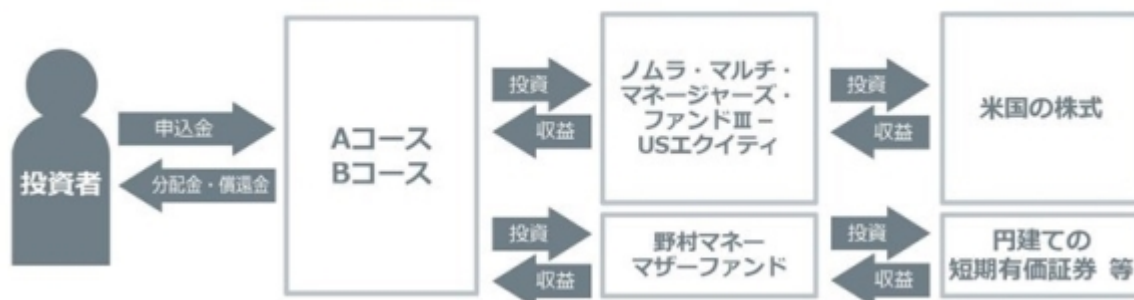 投資者
申込金
分配金・償還金
Aコース
Bコース
投資
収益
ノムラ・マルチ・
マネージャーズ・
ファンドⅢ－
USエクイティ
投資
収益
米国の株式
投資
収益
野村マネー
マザーファンド
投資
収益
円建ての
短期有価証券 等